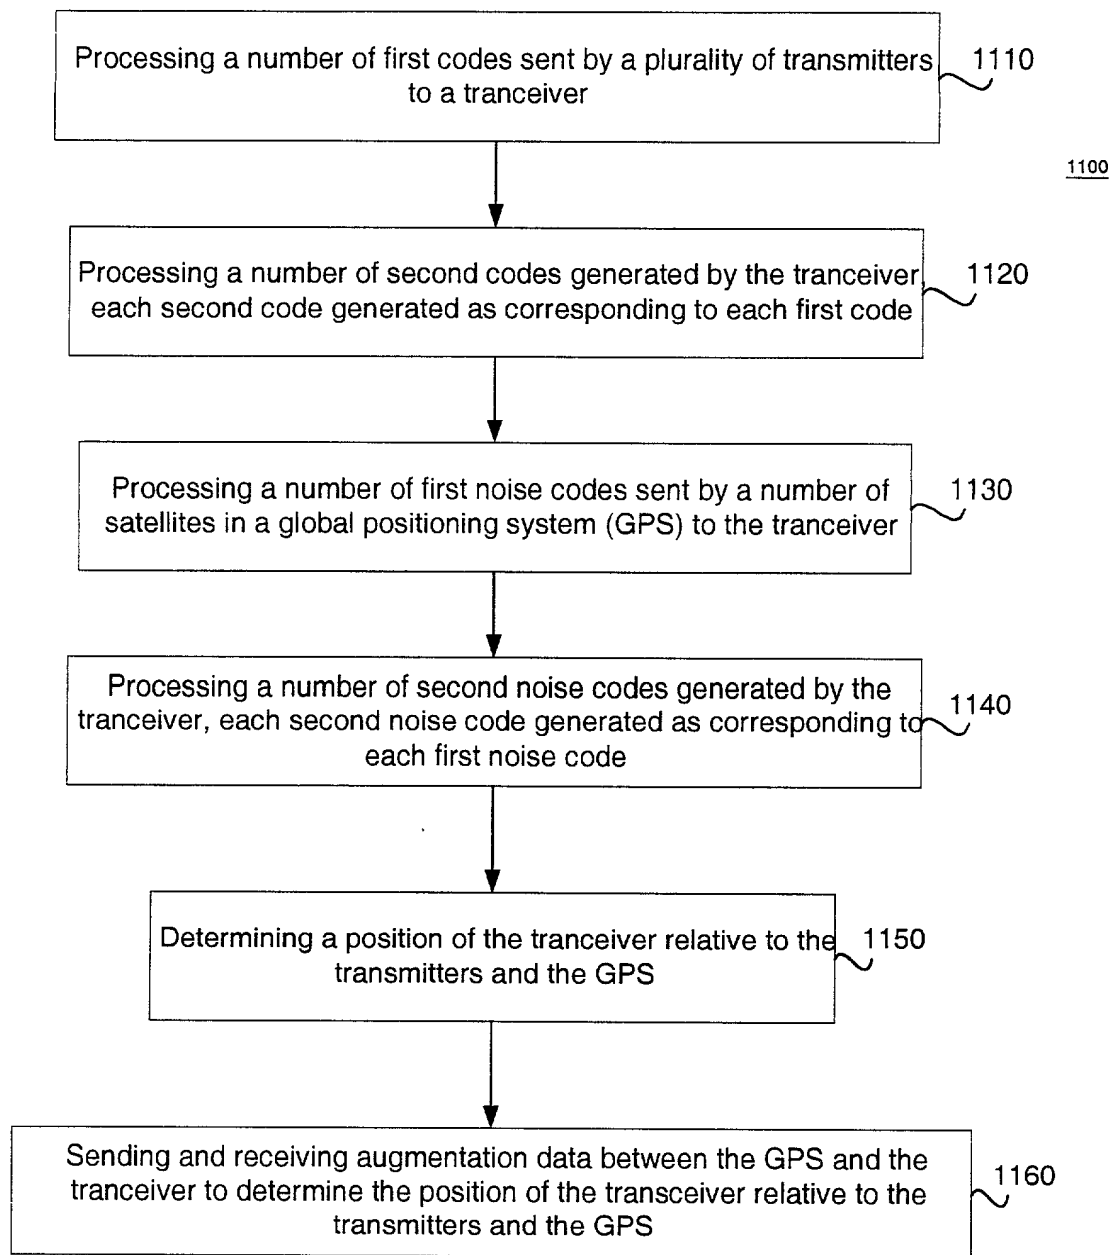 Processing a number of first codes sent by a plurality of transmitters
to a tranceiver
1110
1100
Processing a number of second codes generated by the tranceiver,
each second code generated as corresponding to each first code
1120
Processing a number of first noise codes sent by a number of
satellites in a global positioning system (GPS) to the tranceiver
1130
Processing a number of second noise codes generated by the
tranceiver, each second noise code generated as corresponding to
each first noise code
1140
Determining a position of the tranceiver relative to the
transmitters and the GPS
1150
Sending and receiving augmentation data between the GPS and the
tranceiver to determine the position of the transceiver relative to the
transmitters and the GPS
1160